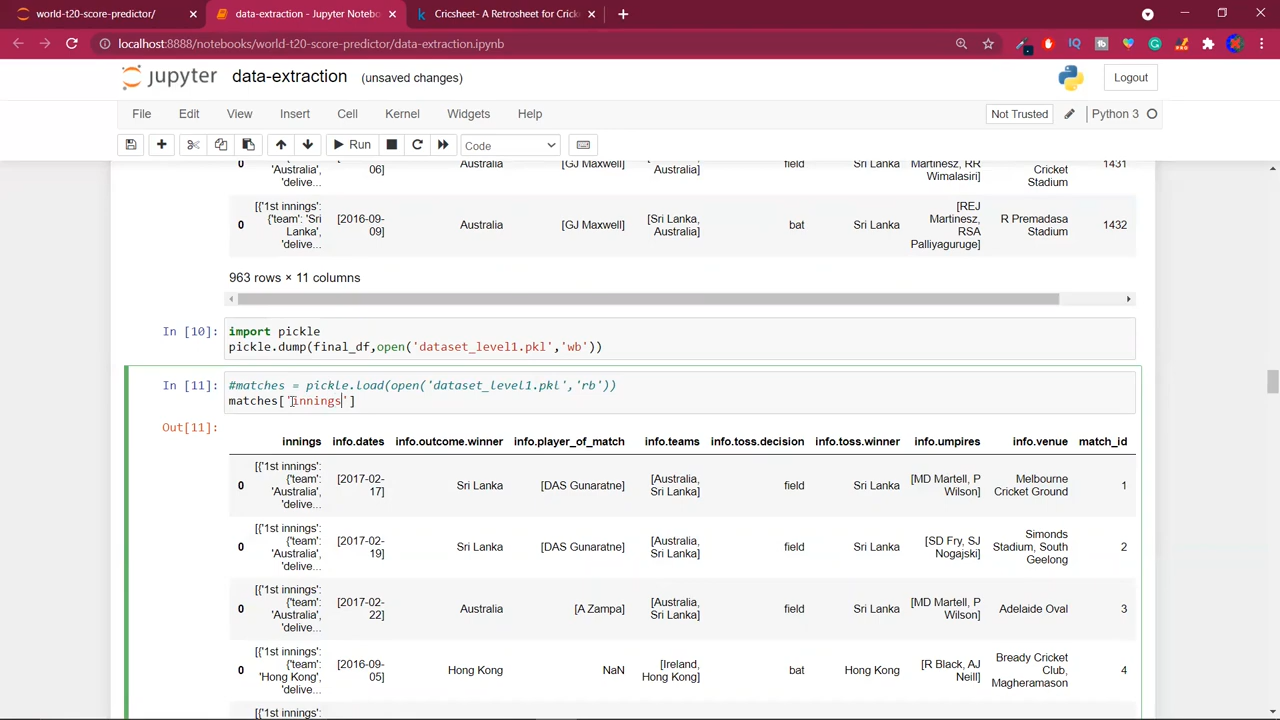 world-t20-score-predictor/
data-extraction - Jupyter Notebo
Cricsheet- A Retrosheet for Crick
localhost:8888/notebooks/world-t20-score-predictor/data-extraction.ipynb
jupyter data-extraction (unsaved changes)
Logout
File Edit View Insert Cell Kernel Widgets Help
Not Trusted Python 3
Run Code
0 'Australia', 'delive... 06] Australia [GJ Maxwell] Australia] field Sri Lanka Martinesz, RR Wimalasiri] Cricket Stadium 1431
0 [{'1st innings': {'team': 'Sri Lanka', 'delive... [2016-09-09] Australia [GJ Maxwell] [Sri Lanka, Australia] bat Sri Lanka [REJ Martinesz, RSA Palliyaguruge] R Premadasa Stadium 1432
963 rows × 11 columns
In [10]: import pickle
pickle.dump(final_df,open('dataset_level1.pkl','wb'))
In [11]: #matches = pickle.load(open('dataset_level1.pkl','rb'))
matches['innings']
Out[11]:
innings info.dates info.outcome.winner info.player_of_match info.teams info.toss.decision info.toss.winner info.umpires info.venue match_id
0 [{'1st innings': {'team': 'Australia', 'delive... [2017-02-17] Sri Lanka [DAS Gunaratne] [Australia, Sri Lanka] field Sri Lanka [MD Martell, P Wilson] Melbourne Cricket Ground 1
0 [{'1st innings': {'team': 'Australia', 'delive... [2017-02-19] Sri Lanka [DAS Gunaratne] [Australia, Sri Lanka] field Sri Lanka [SD Fry, SJ Nogajski] Simonds Stadium, South Geelong 2
0 [{'1st innings': {'team': 'Australia', 'delive... [2017-02-22] Australia [A Zampa] [Australia, Sri Lanka] field Sri Lanka [MD Martell, P Wilson] Adelaide Oval 3
0 [{'1st innings': {'team': 'Hong Kong', 'delive... [2016-09-05] Hong Kong NaN [Ireland, Hong Kong] bat Hong Kong [R Black, AJ Neill] Bready Cricket Club, Magheramason 4
[{'1st